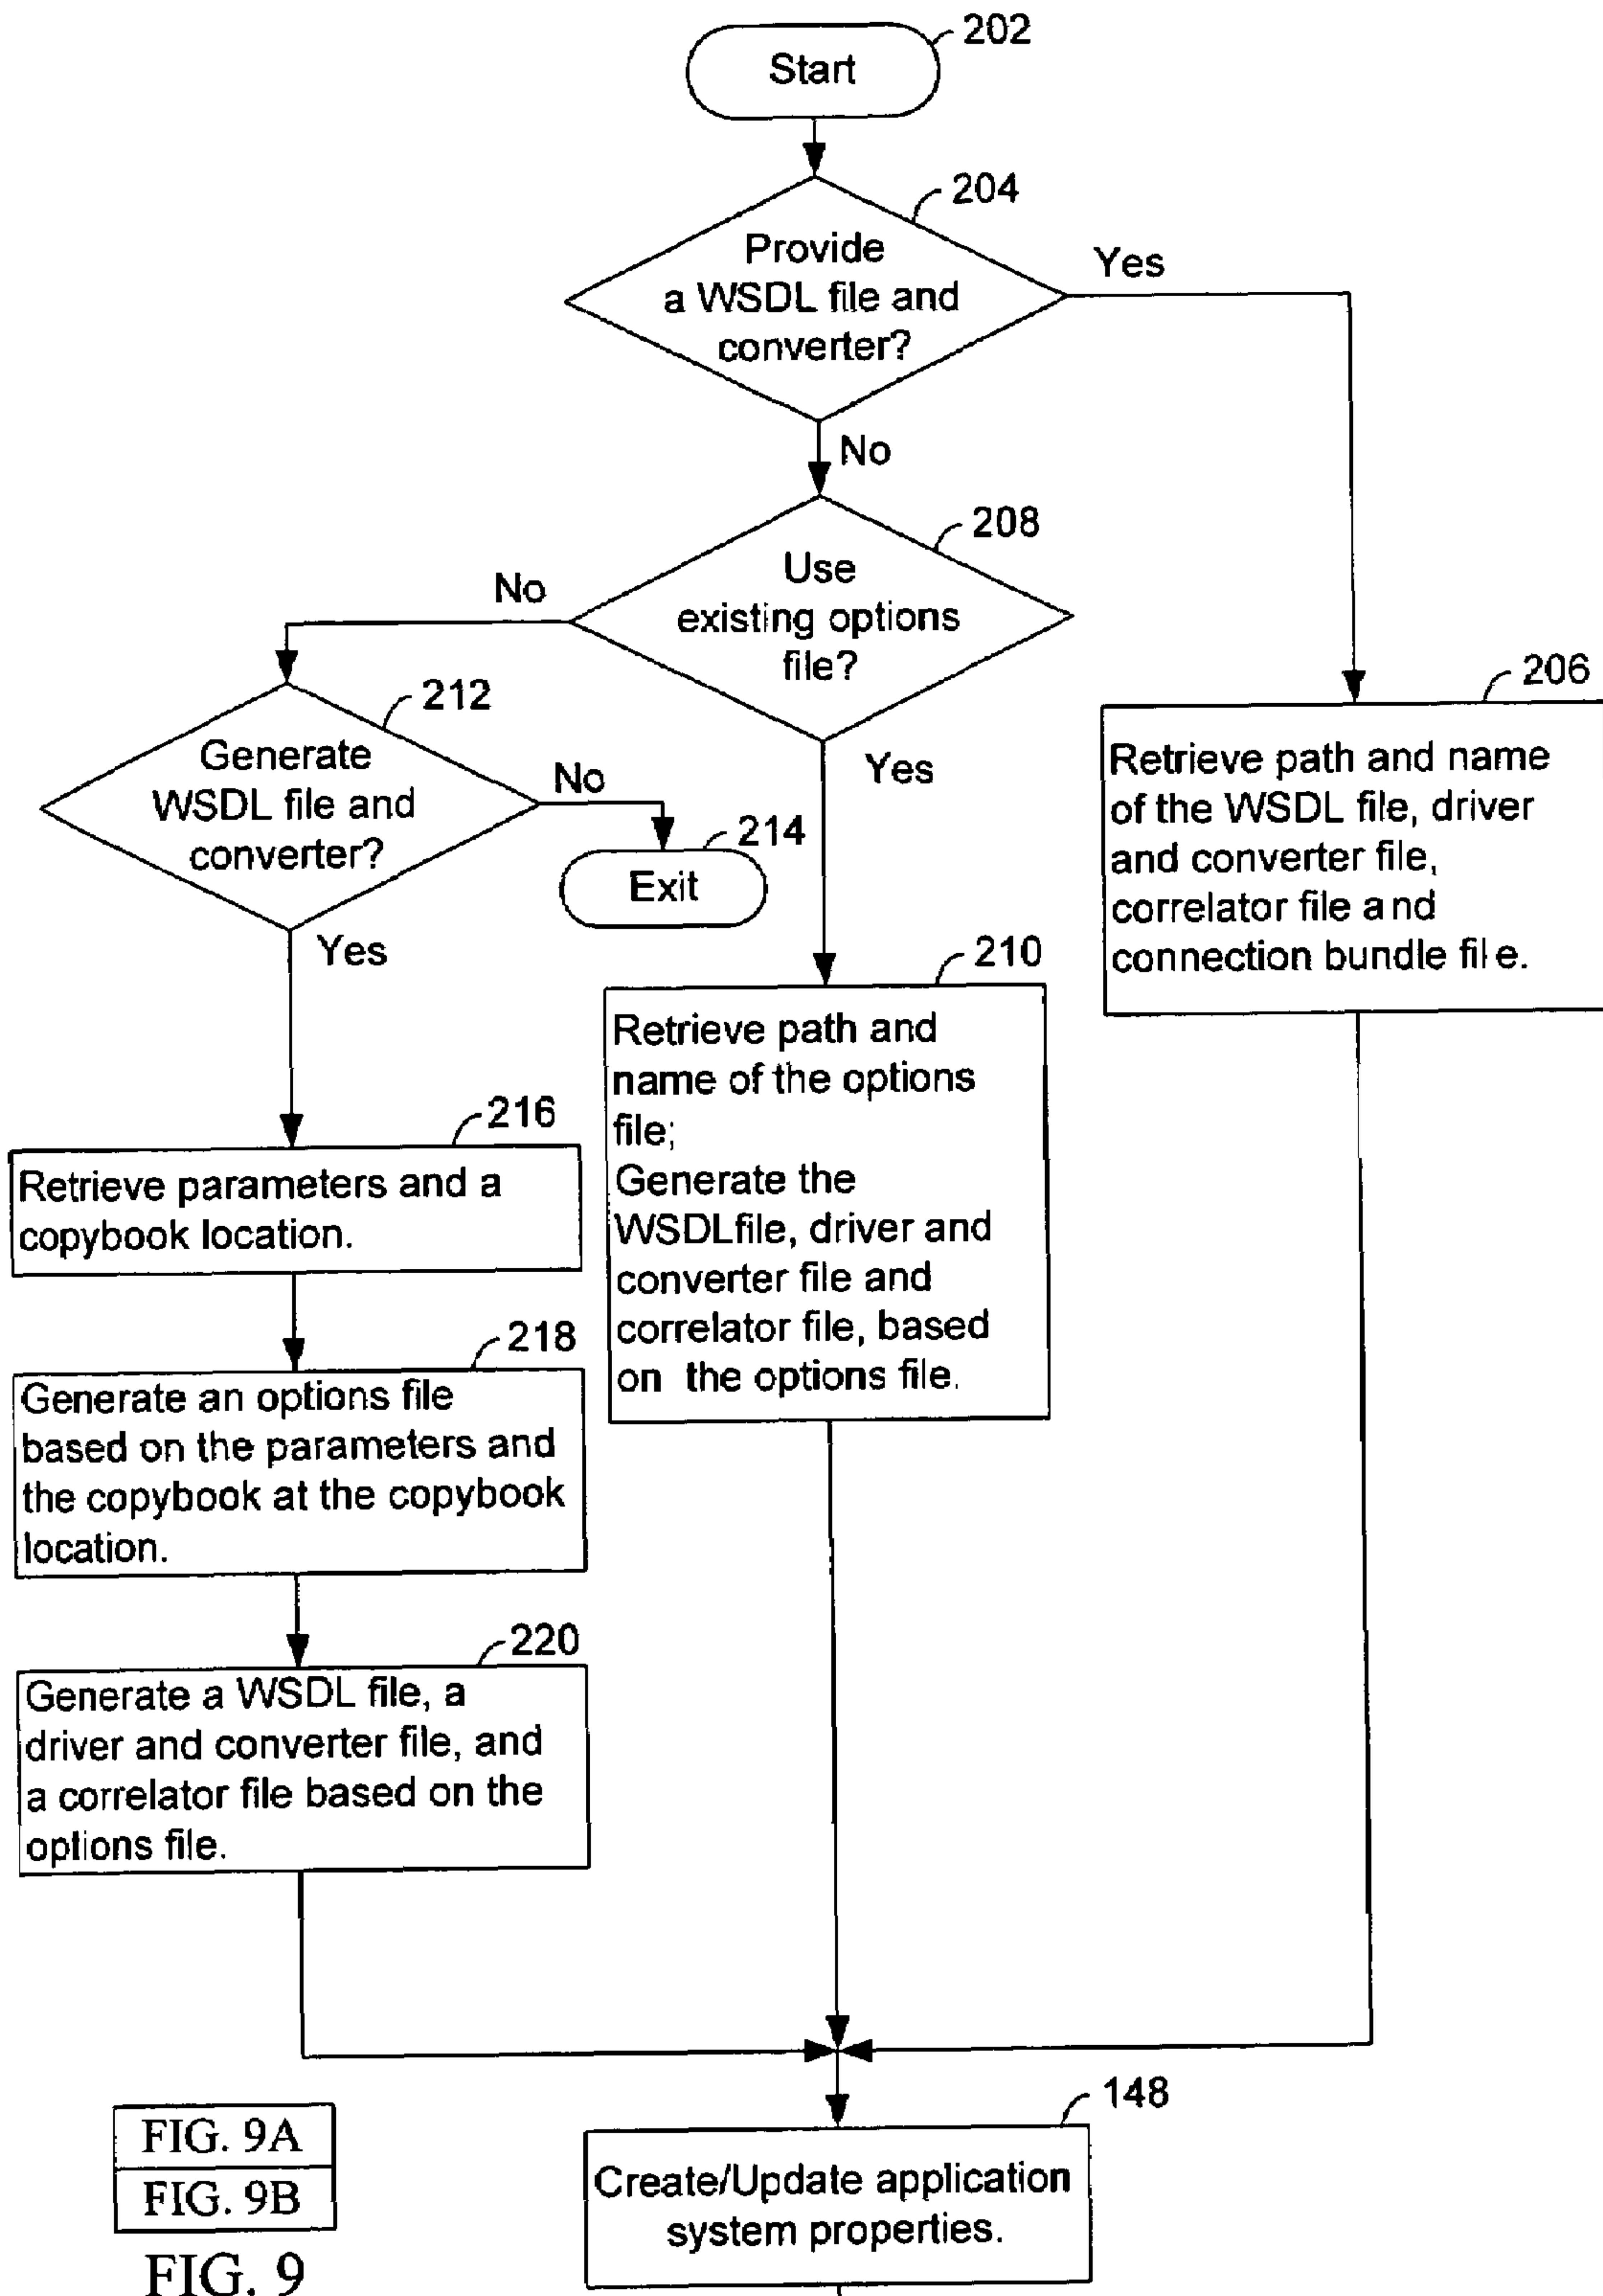 202
Start
204
Provide
a WSDL file and
converter?
Yes
No
208
Use
existing options
file?
No
Yes
206
Retrieve path and name
of the WSDL file, driver
and converter file,
correlator file and
connection bundle file.
212
Generate
WSDL file and
converter?
No
214
Exit
Yes
210
Retrieve path and
name of the options
file;
Generate the
WSDLfile, driver and
converter file and
correlator file, based
on the options file.
216
Retrieve parameters and a
copybook location.
218
Generate an options file
based on the parameters and
the copybook at the copybook
location.
220
Generate a WSDL file, a
driver and converter file, and
a correlator file based on the
options file.
148
Create/Update application
system properties.
FIG. 9A
FIG. 9B
FIG. 9